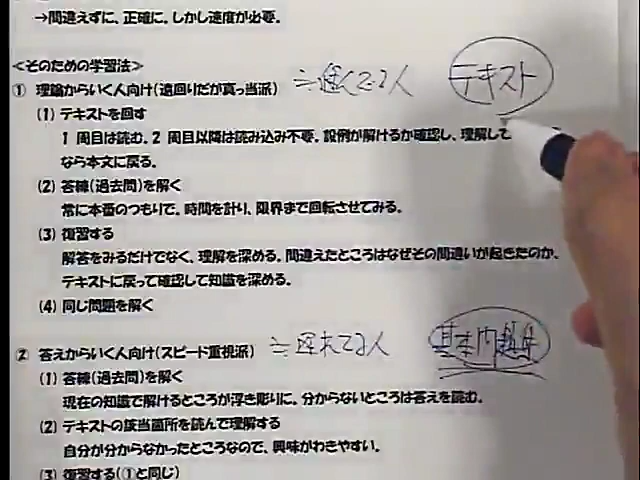 →間違えずに、正確に。しかし速度が必要。
<そのための学習法>
① 理論からいく人向け(遠回りだが真っ当派)
テキスト
(1) テキストを回す
1 周目は読む。2 周目以降は読み込み不要。設例が解けるか確認し、理解して
なら本文に戻る。
(2) 答練(過去問)を解く
常に本番のつもりで。時間を計り、限界まで回転させてみる。
(3) 復習する
解答をみるだけでなく、理解を深める。間違えたところはなぜその間違いが起きたのか、
テキストに戻って確認して知識を深める。
(4) 同じ問題を解く
② 答えからいく人向け(スピード重視派)
基本問題集
(1) 答練(過去問)を解く
現在の知識で解けるところが浮き彫りに、分からないところは答えを読む。
(2) テキストの該当箇所を読んで理解する
自分が分からなかったところなので、興味がわきやすい。
(3) 復習する(①と同じ)